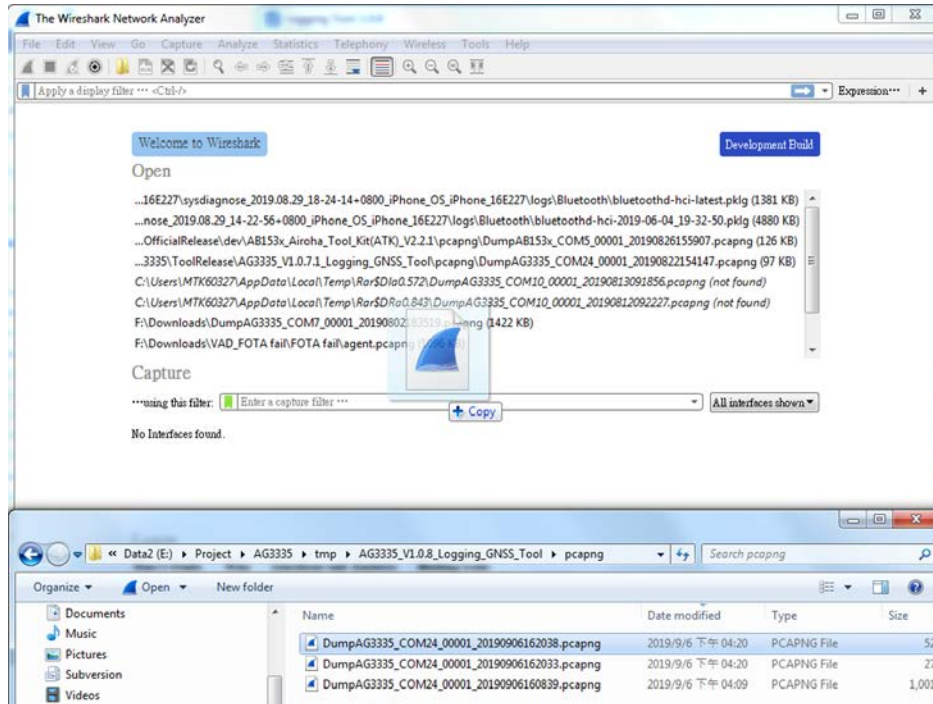 The Wireshark Network Analyzer
File Edit View Go Capture Analyze Statistics Telephony Wireless Tools Help
Apply a display filter ··· <Ctrl-/>
Expression··· +
Welcome to Wireshark
Development Build
Open
...16E227\sysdiagnose_2019.08.29_18-24-14+0800_iPhone_OS_iPhone_16E227\logs\Bluetooth\bluetoothd-hci-latest.pklg (1381 KB)
...nose_2019.08.29_14-22-56+0800_iPhone_OS_iPhone_16E227\logs\Bluetooth\bluetoothd-hci-2019-06-04_19-32-50.pklg (4880 KB)
...OfficialRelease\dev\AB153x_Airoha_Tool_Kit(ATK)_V2.2.1\pcapng\DumpAB153x_COM5_00001_20190826155907.pcapng (126 KB)
...3335\ToolRelease\AG3335_V1.0.7.1_Logging_GNSS_Tool\pcapng\DumpAG3335_COM24_00001_20190822154147.pcapng (97 KB)
C:\Users\MTK60327\AppData\Local\Temp\Rar$DIa0.572\DumpAG3335_COM10_00001_20190813091856.pcapng (not found)
C:\Users\MTK60327\AppData\Local\Temp\Rar$DRa0.843\DumpAG3335_COM10_00001_20190812092227.pcapng (not found)
F:\Downloads\DumpAG3335_COM7_00001_20190802183519.pcapng (1422 KB)
F:\Downloads\VAD_FOTA fail\FOTA fail\agent.pcapng (1096 KB)
Capture
···using this filter: Enter a capture filter ··· All interfaces shown
Copy
No Interfaces found.
« Data2 (E:) Project AG3335 tmp AG3335_V1.0.8_Logging_GNSS_Tool pcapng Search pcapng
Organize Open New folder
Documents
Music
Pictures
Subversion
Videos
Name Date modified Type Size
DumpAG3335_COM24_00001_20190906162038.pcapng 2019/9/6 下午 04:20 PCAPNG File 52
DumpAG3335_COM24_00001_20190906162033.pcapng 2019/9/6 下午 04:20 PCAPNG File 27
DumpAG3335_COM24_00001_20190906160839.pcapng 2019/9/6 下午 04:09 PCAPNG File 1,001